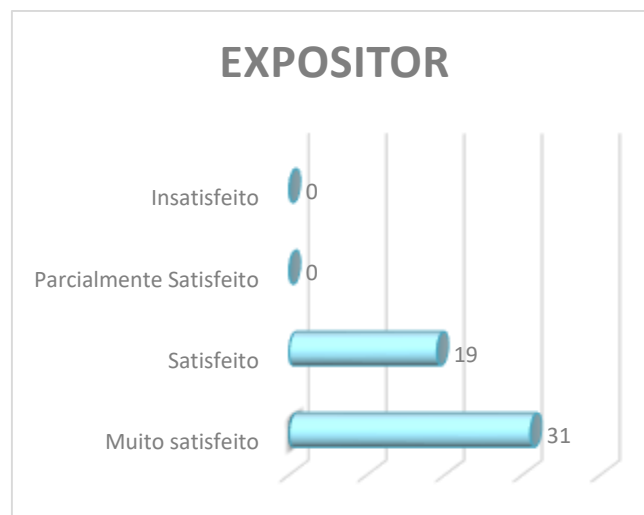 EXPOSITOR
Insatisfeito 0
Parcialmente Satisfeito 0
Satisfeito 19
Muito satisfeito 31